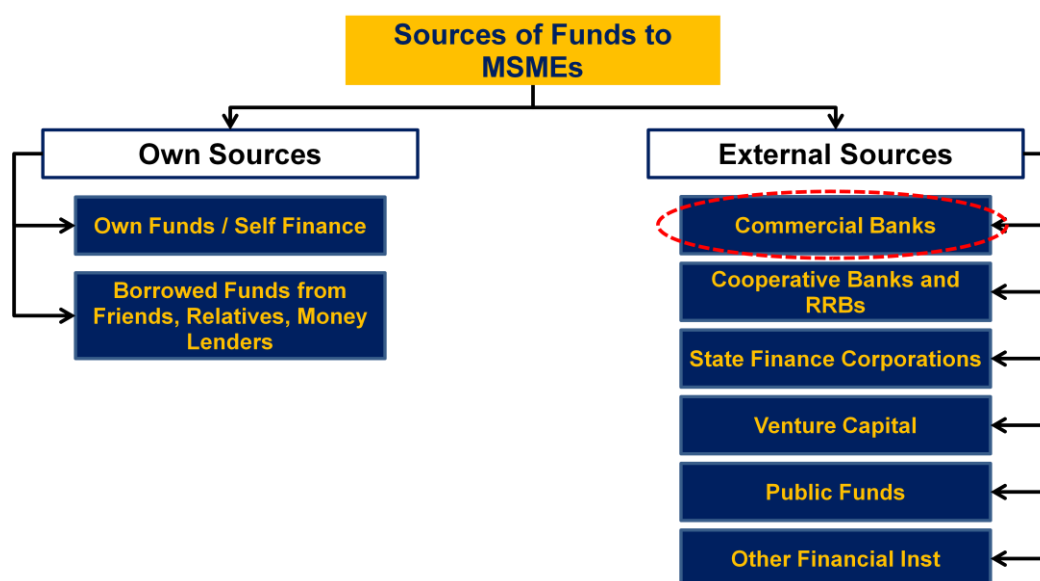 Sources of Funds to
MSMEs
Own Sources
Own Funds / Self Finance
Borrowed Funds from
Friends, Relatives, Money
Lenders
External Sources
Commercial Banks
Cooperative Banks and
RRBs
State Finance Corporations
Venture Capital
Public Funds
Other Financial Inst